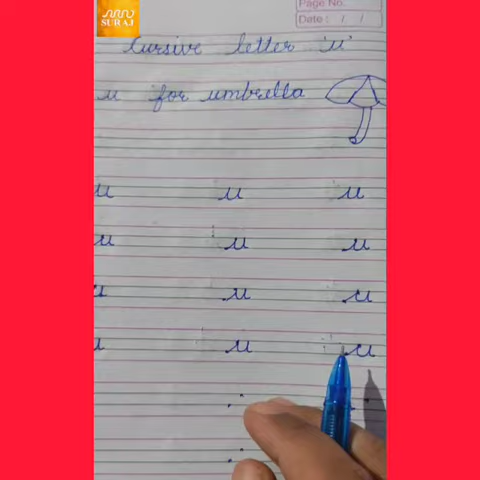 SURAJ
Page No.
Date : / /
Cursive letter 'u'
u for umbrella
u u u
u u u
u u u
u u u